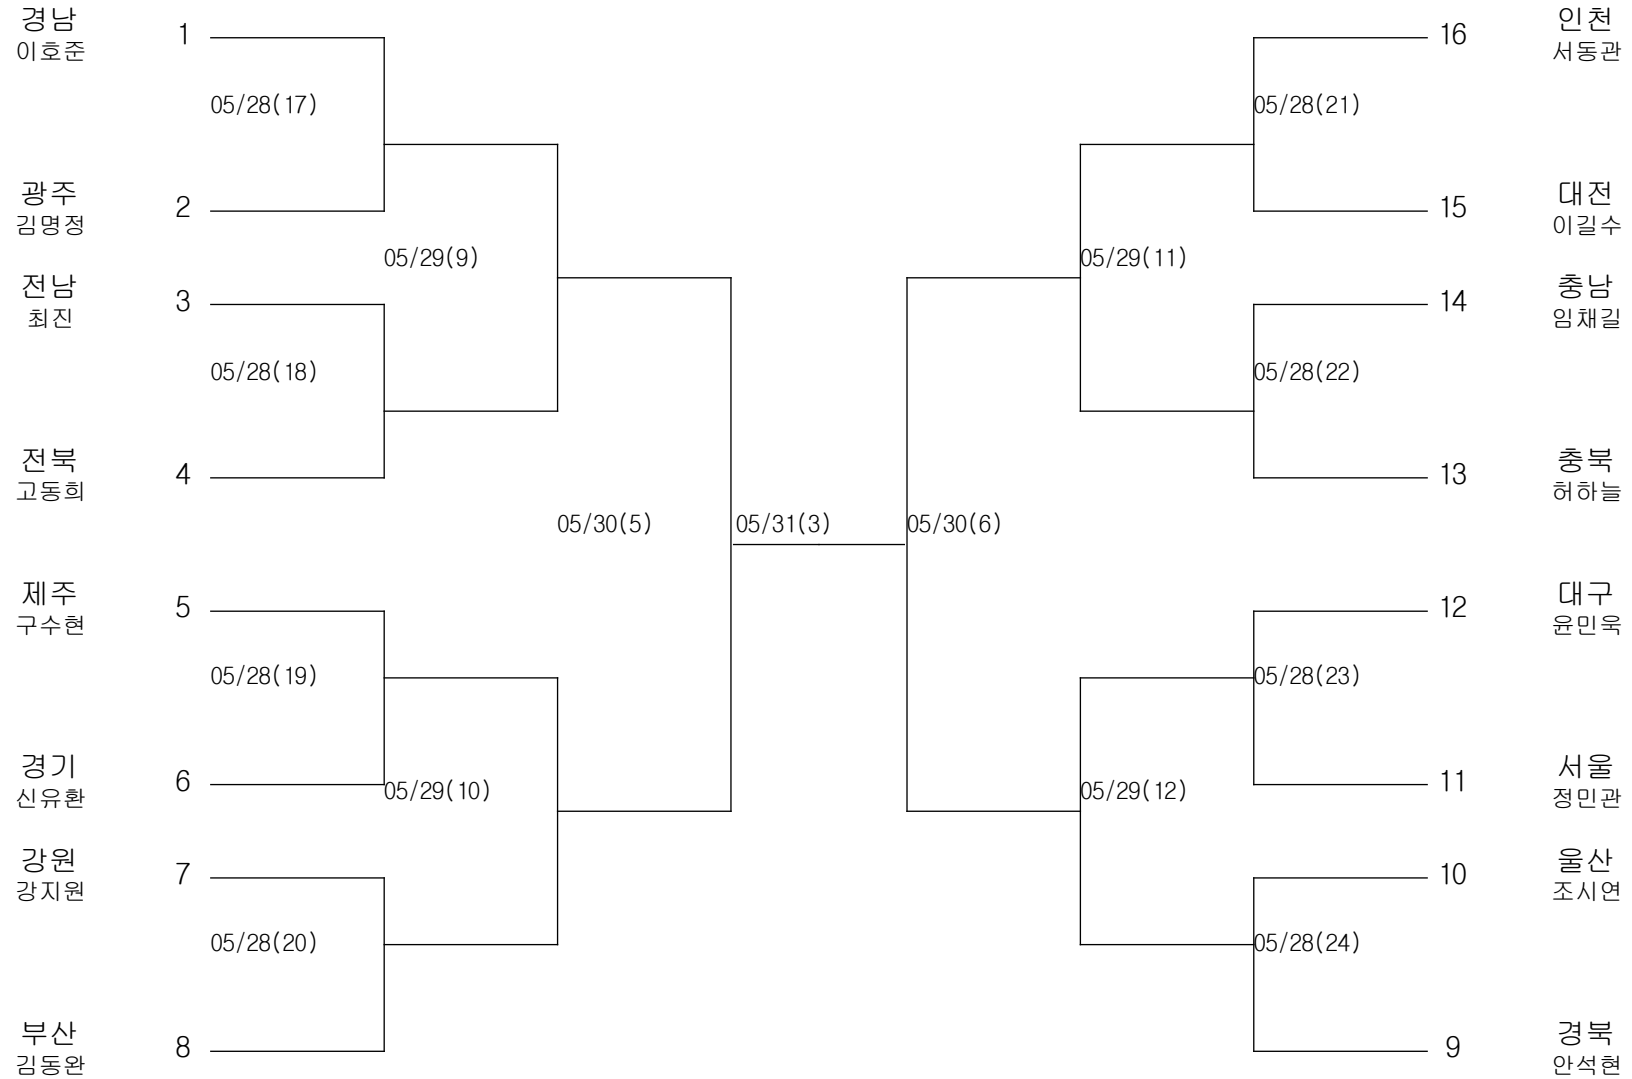 경남
이호준
1
16
인천
서동관
05/28(17)
05/28(21)
광주
김명정
2
15
대전
이길수
05/29(9)
05/29(11)
전남
최진
3
14
충남
임채길
05/28(18)
05/28(22)
전북
고동희
4
13
충북
허하늘
05/30(5)
05/31(3)
05/30(6)
제주
구수현
5
12
대구
윤민욱
05/28(19)
05/28(23)
경기
신유환
6
11
서울
정민관
05/29(10)
05/29(12)
강원
강지원
7
10
울산
조시연
05/28(20)
05/28(24)
부산
김동완
8
9
경북
안석현